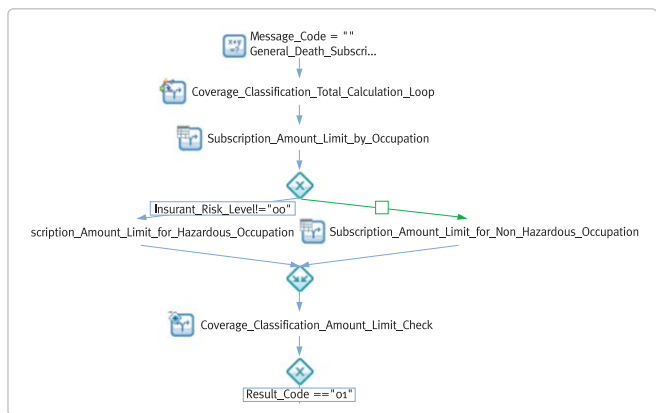 x+y
=?
Message_Code = ""
General_Death_Subscri...
Coverage_Classification_Total_Calculation_Loop
Subscription_Amount_Limit_by_Occupation
Insurant_Risk_Level!="00"
scription_Amount_Limit_for_Hazardous_Occupation
Subscription_Amount_Limit_for_Non_Hazardous_Occupation
Coverage_Classification_Amount_Limit_Check
Result_Code =="01"